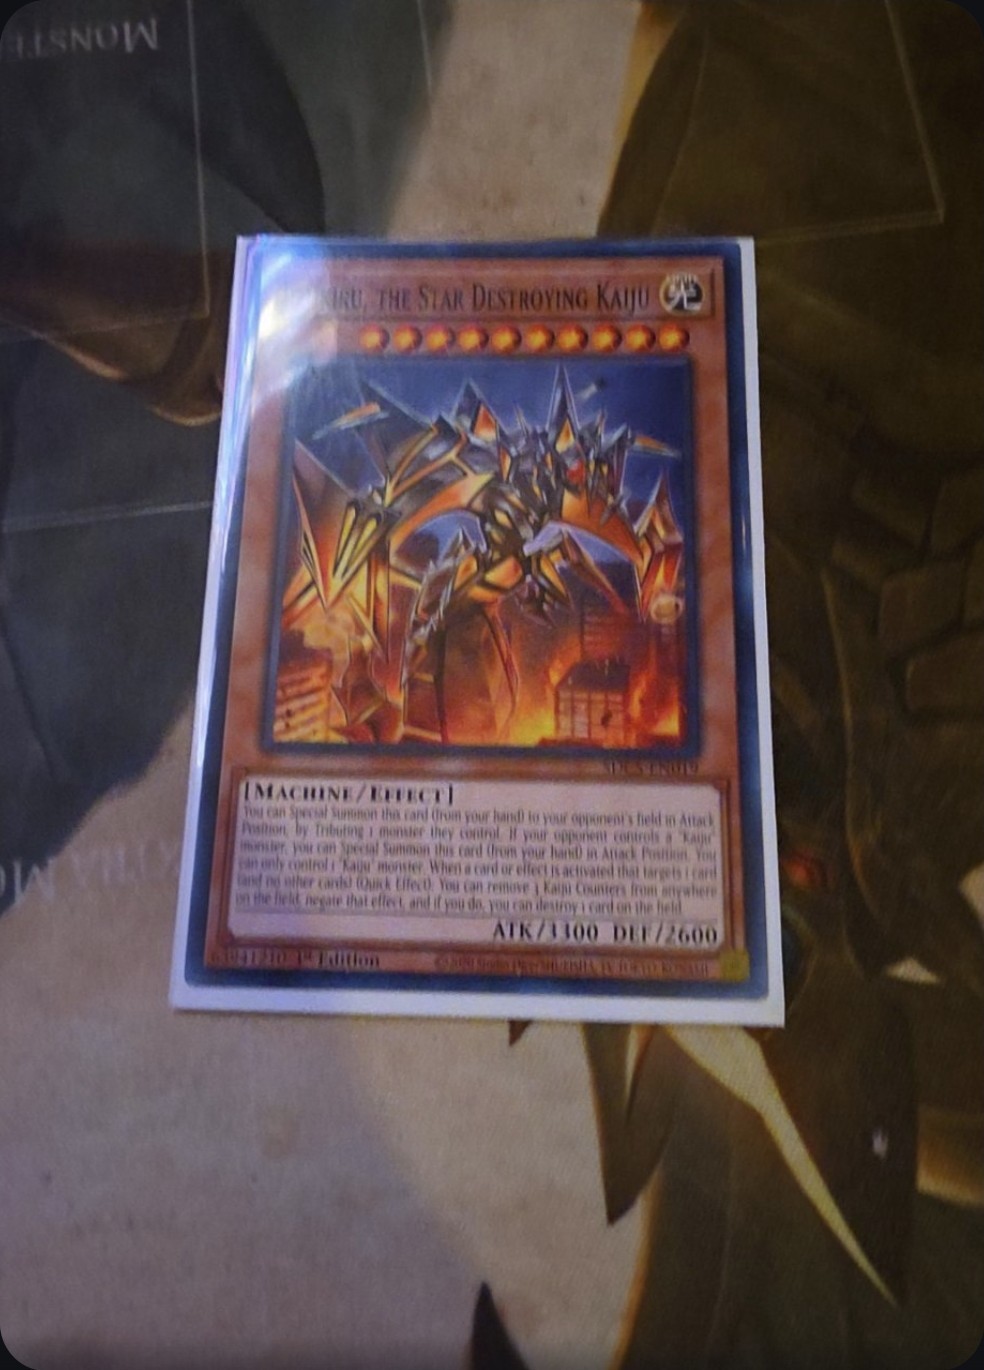 MONSTE
KIRU, THE STAR DESTROYING KAIJU
[MACHINE/EFFECT]
You can Special Summon this card (from your hand) to your opponent's field in Attack
Position, by Tributing 1 monster they control. If your opponent controls a "Kaiju"
monster, you can Special Summon this card (from your hand) in Attack Position. You
can only control 1 "Kaiju" monster. When a card or effect is activated that targets 1 card
(and no other cards) (Quick Effect): You can remove 3 Kaiju Counters from anywhere
on the field; negate that effect, and if you do, you can destroy 1 card on the field.
ATK/3300 DEF/2600
1st Edition